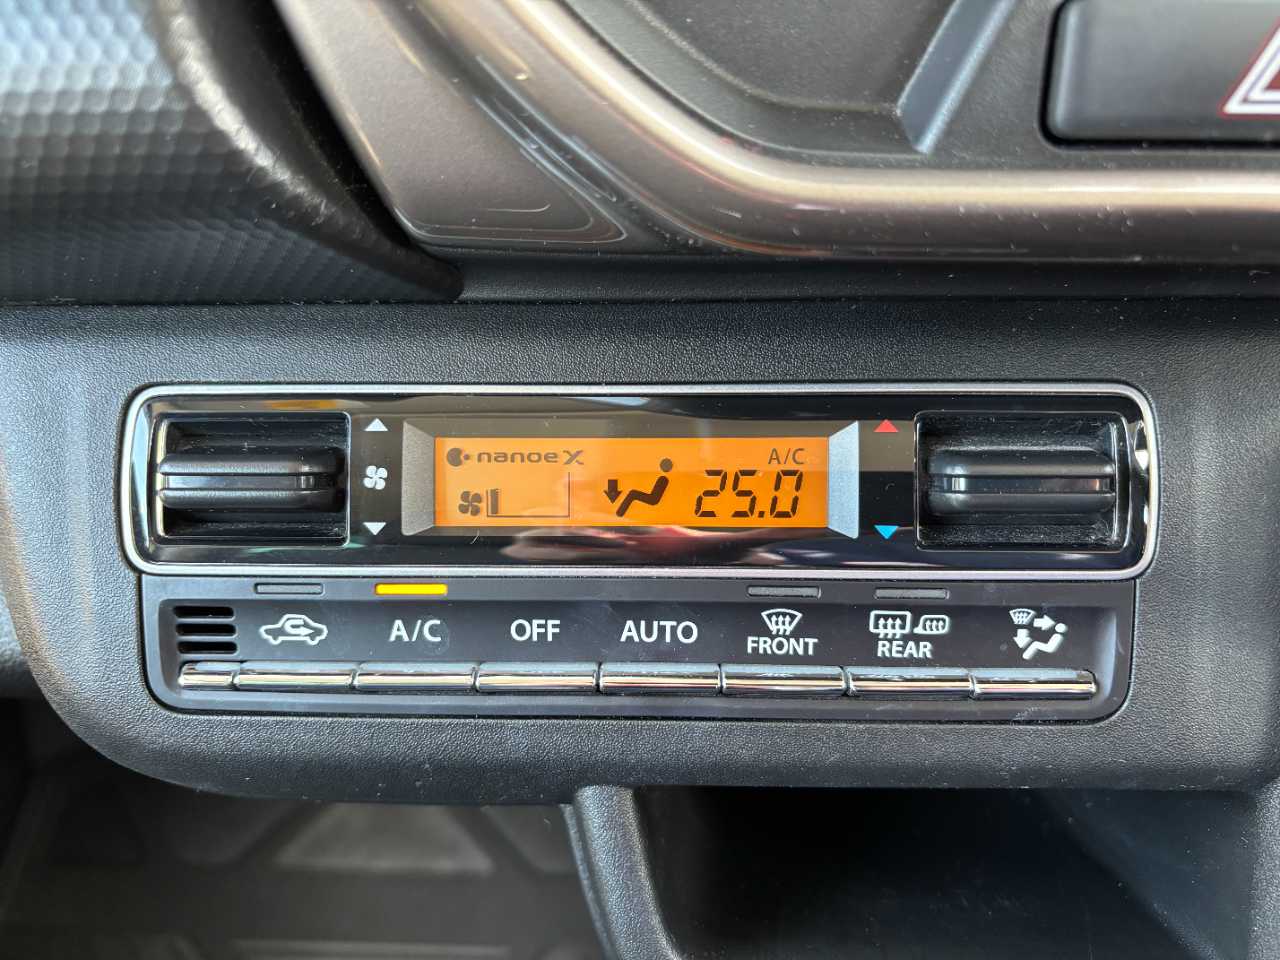 nanoe X
A/C
25.0
A/C
OFF
AUTO
FRONT
REAR